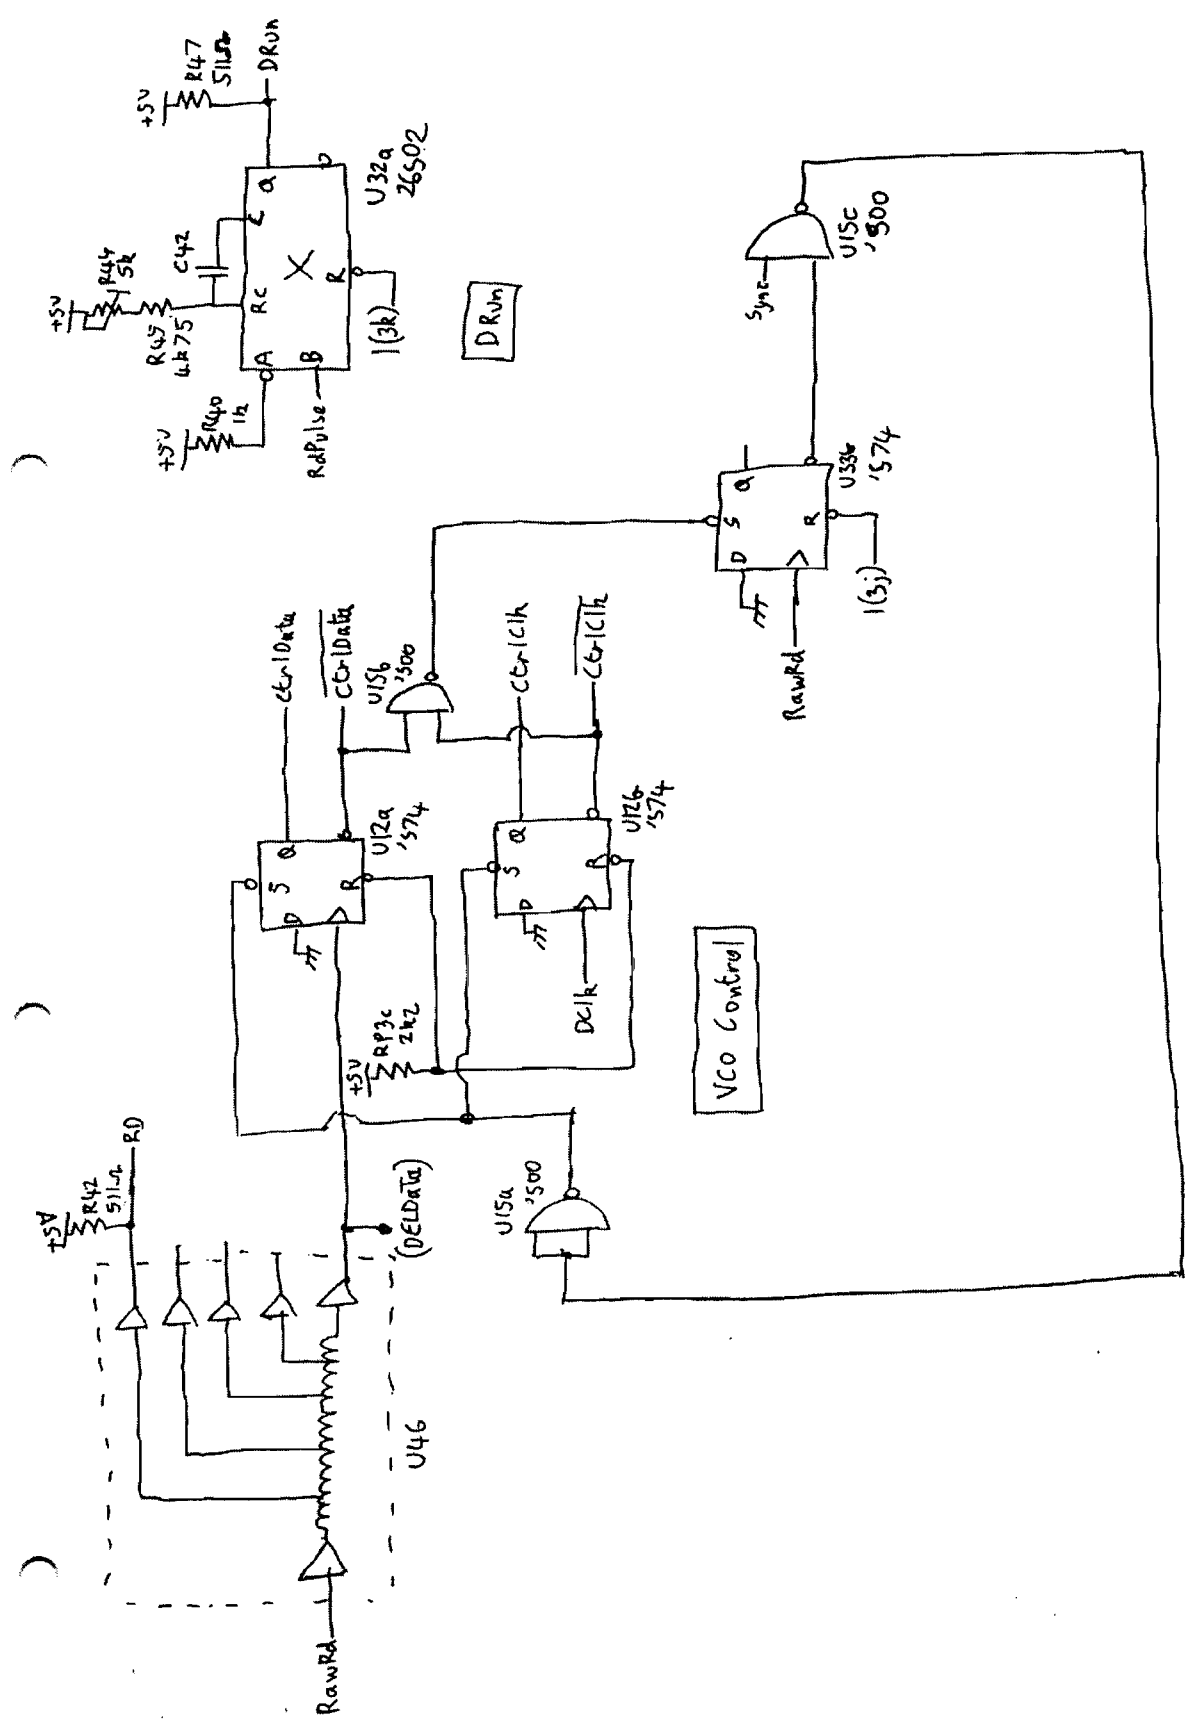 +5V
R47
511Ω
DRun
+5V
R44
5k
R45
4k75
C42
+5V
R40
1k
A
B
RC
C
Q
X
R
RdPulse
U32a
26S02
1(3k)
DRun
Sync
U15c
'S00
D
S
Q
R
RawRd
U33b
'S74
1(3j)
CtrlData
CtrlData
U15b
'S00
CtrlClk
CtrlClk
D
S
Q
R
U12a
'S74
D
S
Q
R
U12b
'S74
DClk
+5V
RP3c
2k2
VCO Control
+5V
R42
511Ω
RD
(DELData)
U15a
'S00
U46
RawRd